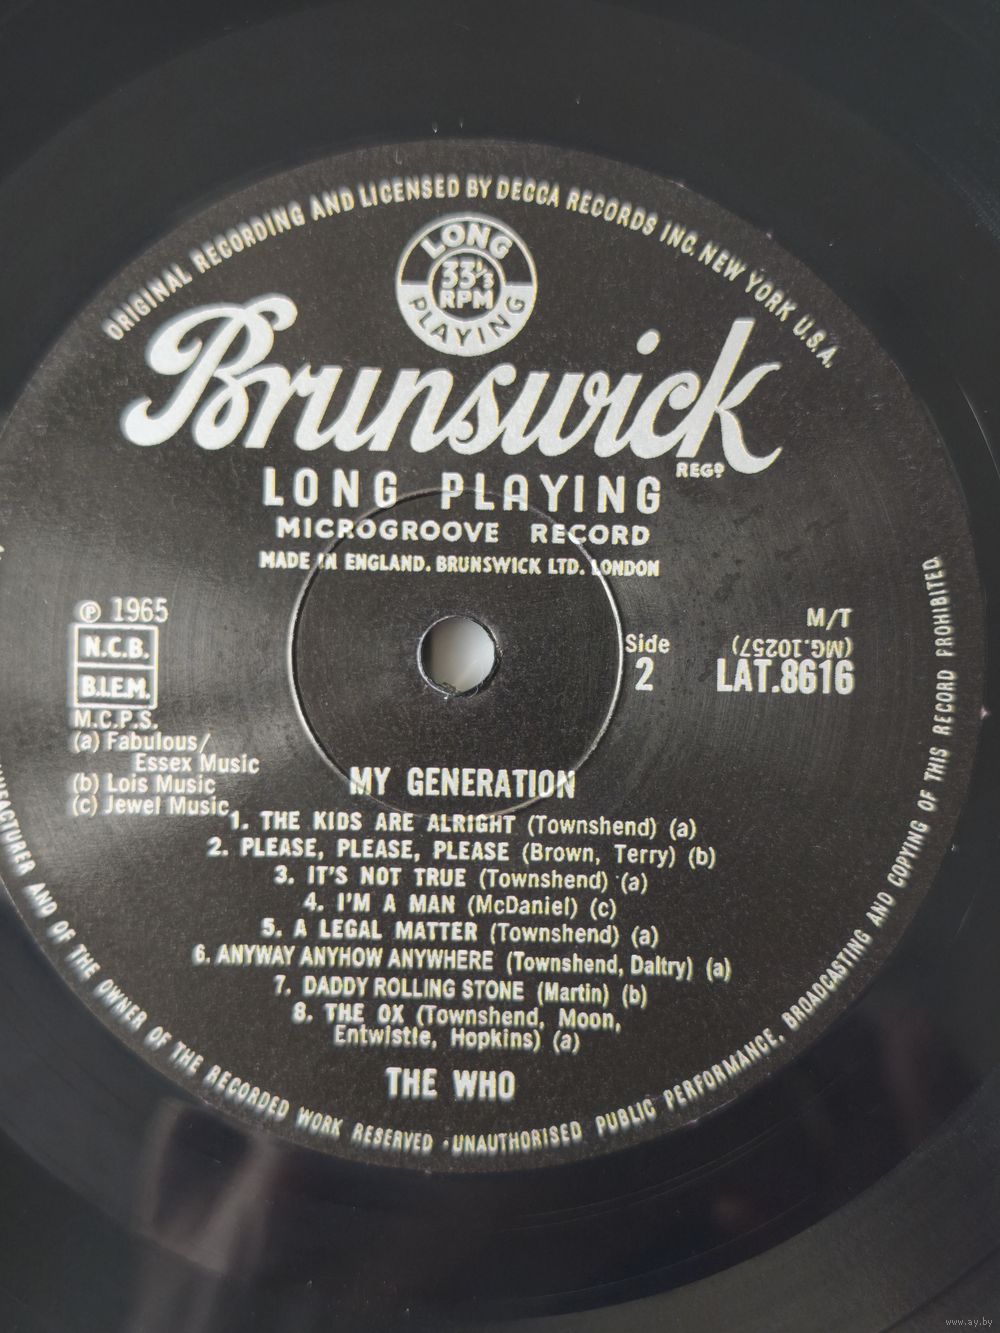 ORIGINAL RECORDING AND LICENSED BY DECCA RECORDS INC. NEW YORK U.S.A.
LONG
33⅓
RPM
PLAYING
Brunswick
REGD
LONG PLAYING
MICROGROOVE RECORD
MADE IN ENGLAND. BRUNSWICK LTD. LONDON
℗ 1965
N.C.B.
B.I.E.M.
M.C.P.S.
(a) Fabulous/
Essex Music
(b) Lois Music
(c) Jewel Music
Side
2
M/T
(MG.10257)
LAT.8616
MY GENERATION
1. THE KIDS ARE ALRIGHT (Townshend) (a)
2. PLEASE, PLEASE, PLEASE (Brown, Terry) (b)
3. IT'S NOT TRUE (Townshend) (a)
4. I'M A MAN (McDaniel) (c)
5. A LEGAL MATTER (Townshend) (a)
6. ANYWAY ANYHOW ANYWHERE (Townshend, Daltry) (a)
7. DADDY ROLLING STONE (Martin) (b)
8. THE OX (Townshend, Moon,
Entwistle, Hopkins) (a)
THE WHO
AND OF THE OWNER OF THE RECORDED WORK RESERVED · UNAUTHORISED PUBLIC PERFORMANCE, BROADCASTING AND COPYING OF THIS RECORD PROHIBITED
www.ay.by